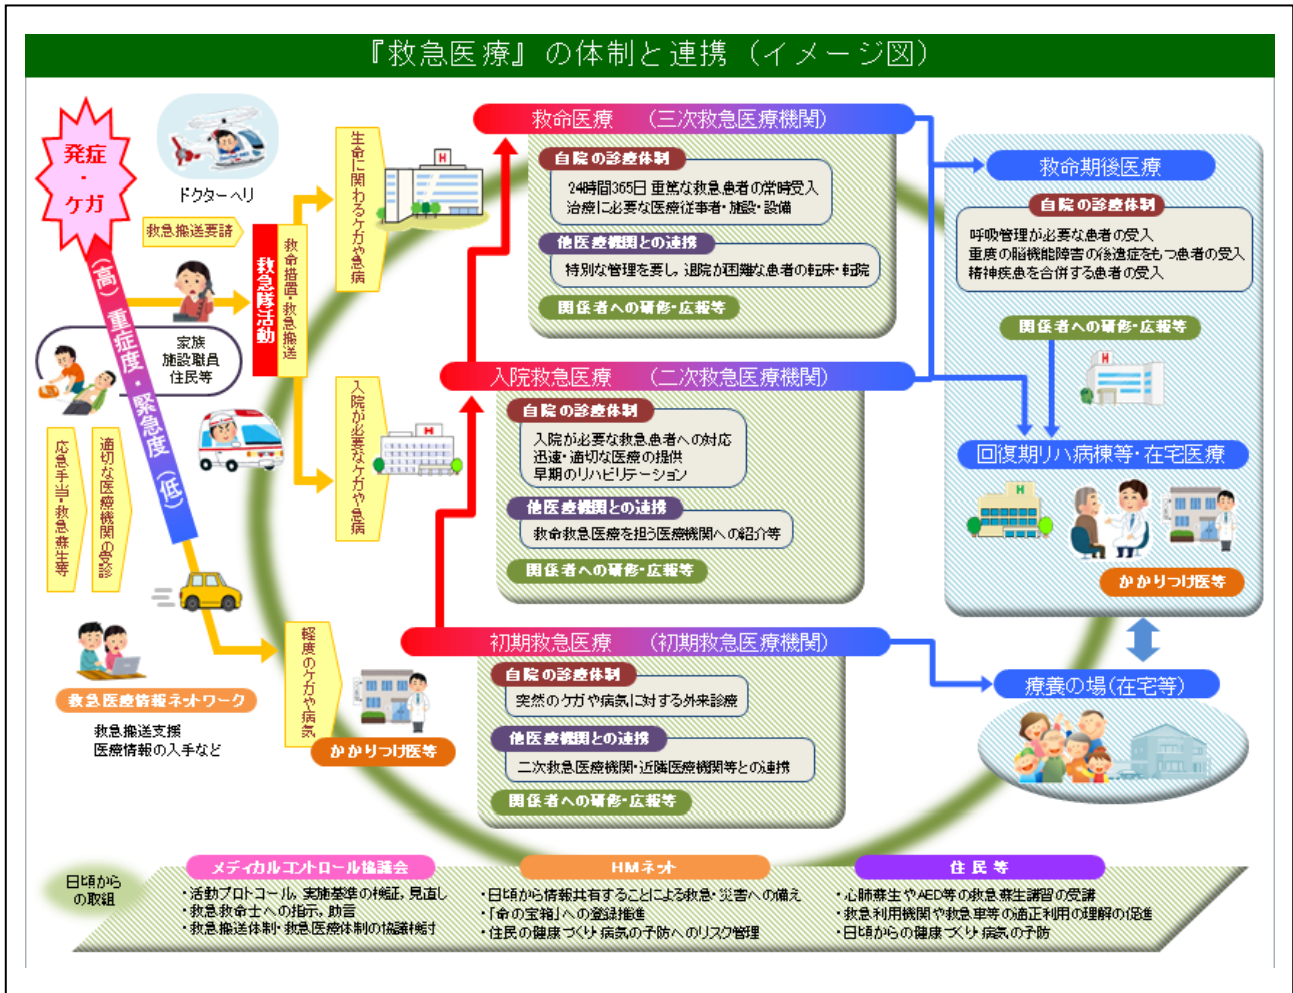 『救急医療』の体制と連携（イメージ図）
発症
・
ケガ
ドクターヘリ
救急搬送要請
（高）重症度・緊急度（低）
救急隊活動
救命措置・救急搬送
家族
施設職員
住民等
応急手当・救急蘇生等
適切な医療機関の受診
救急医療情報ネットワーク
救急搬送支援
医療情報の入手など
生命に関わるケガや急病
H
入院が必要なケガや急病
H
軽度のケガや病気
かかりつけ医等
救命医療　（三次救急医療機関）
自院の診療体制
24時間365日 重篤な救急患者の常時受入
治療に必要な医療従事者・施設・設備
他医療機関との連携
特別な管理を要し，退院が困難な患者の転床・転院
関係者への研修・広報等
入院救急医療　（二次救急医療機関）
自院の診療体制
入院が必要な救急患者への対応
迅速・適切な医療の提供
早期のリハビリテーション
他医療機関との連携
救命救急医療を担う医療機関への紹介等
関係者への研修・広報等
初期救急医療　（初期救急医療機関）
自院の診療体制
突然のケガや病気に対する外来診療
他医療機関との連携
二次救急医療機関・近隣医療機関等との連携
関係者への研修・広報等
救命期後医療
自院の診療体制
呼吸管理が必要な患者の受入
重度の脳機能障害の後遺症をもつ患者の受入
精神疾患を合併する患者の受入
関係者への研修・広報等
H
回復期リハ病棟等・在宅医療
H
かかりつけ医等
療養の場（在宅等）
日頃から
の取組
メディカルコントロール協議会
・活動プロトコール，実施基準の検証，見直し
・救急救命士への指示，助言
・救急搬送体制・救急医療体制の協議検討
HMネット
・日頃から情報共有することによる救急・災害への備え
・「命の宝箱」への登録推進
・住民の健康づくり・病気の予防へのリスク管理
住民等
・心肺蘇生やAED等の救急蘇生講習の受講
・救急利用機関や救急車等の適正利用の理解の促進
・日頃からの健康づくり・病気の予防